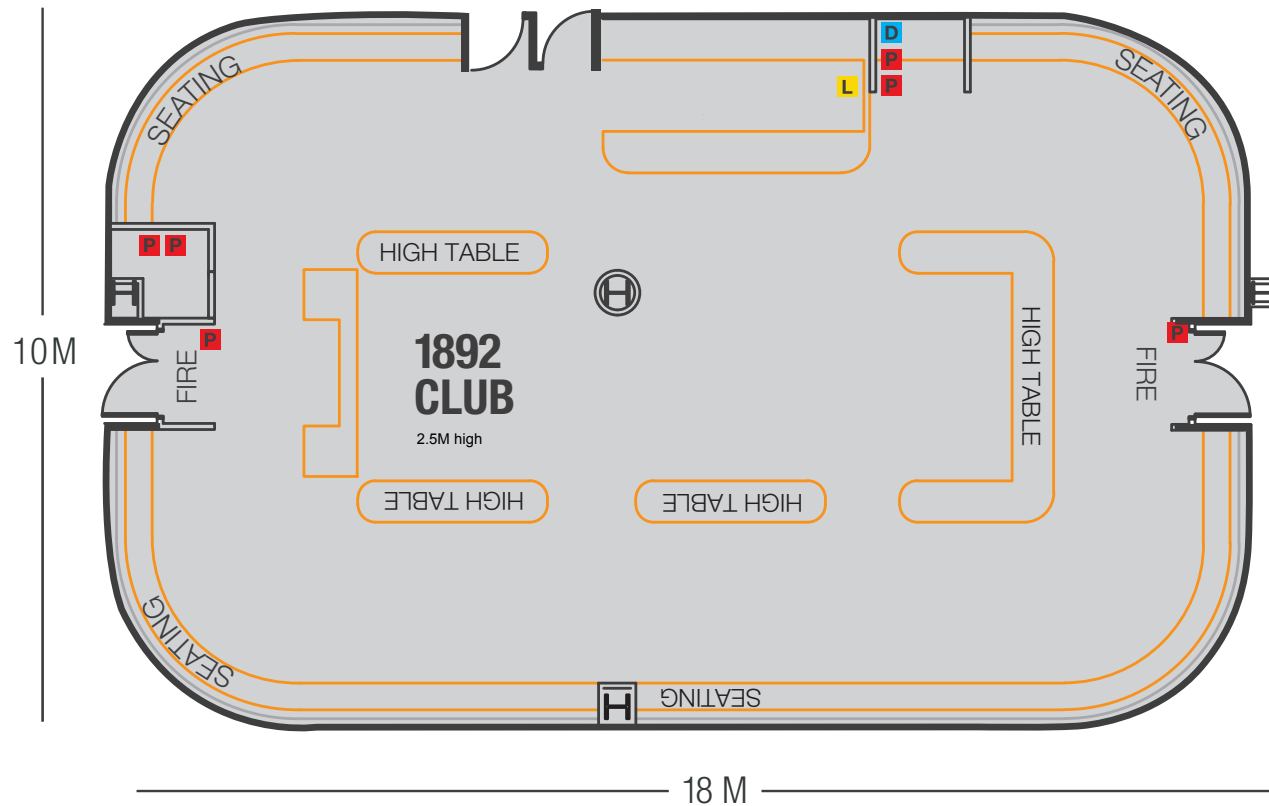 D
P
L
P
SEATING
SEATING
P P
HIGH TABLE
H
10M
P
FIRE
1892
CLUB
2.5M high
HIGH TABLE
P
FIRE
HIGH TABLE
HIGH TABLE
SEATING
H
SEATING
18 M